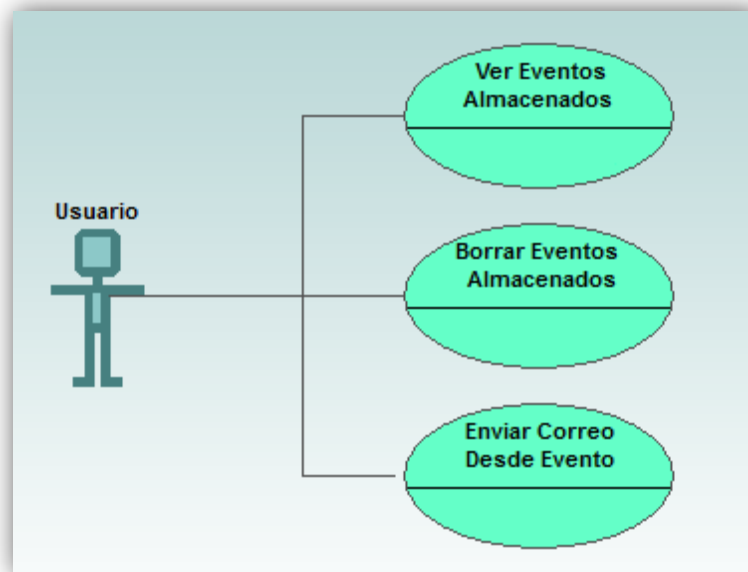 Ver Eventos
Almacenados
Usuario
Borrar Eventos
Almacenados
Enviar Correo
Desde Evento